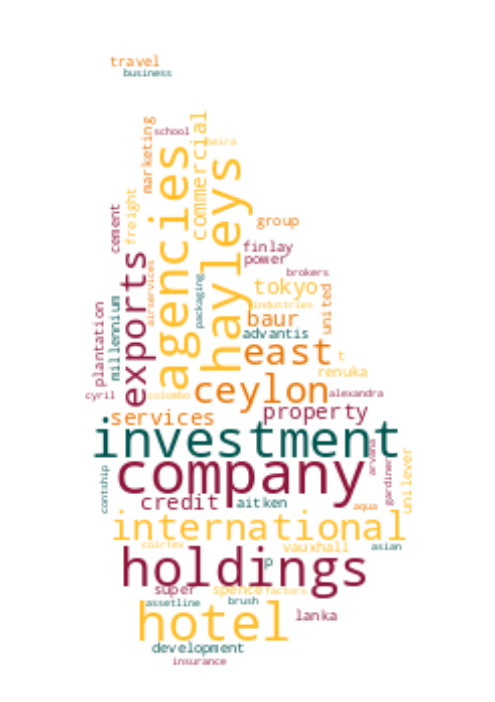 travel
business
school
beira
marketing
commercial
agencies
hayleys
freight
cement
group
finlay
power
brokers
exports
airservices
packaging
tokyo
industries
united
plantation
millennium
baur
advantis
east
t
renuka
cyril
colombo
ceylon
alexandra
services
property
investment
company
arvana
gardiner
unilever
contship
credit
aitken
aqua
international
coirtex
vauxhall
asian
p
holdings
super
spence
factors
assetline
brush
hotel
lanka
development
insurance